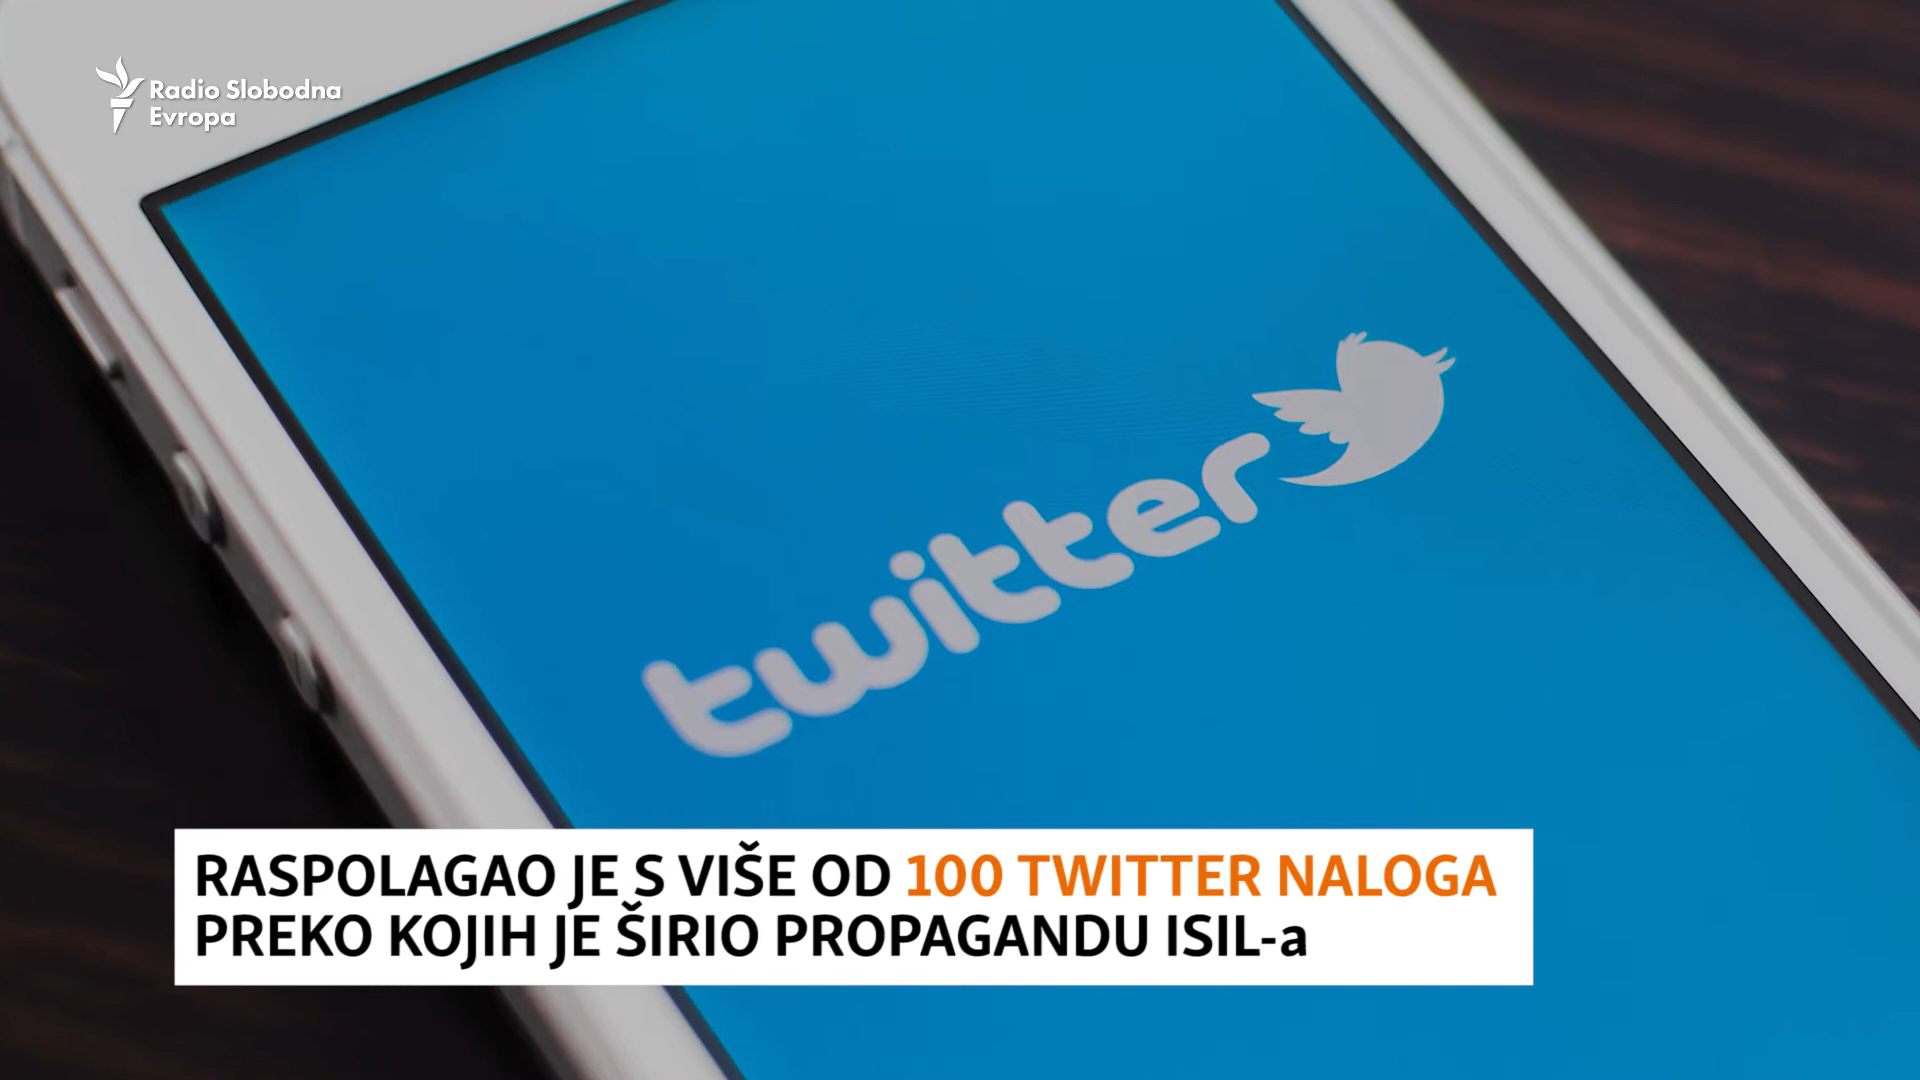 Radio Slobodna
Evropa
twitter
RASPOLAGAO JE S VIŠE OD 100 TWITTER NALOGA
PREKO KOJIH JE ŠIRIO PROPAGANDU ISIL-a